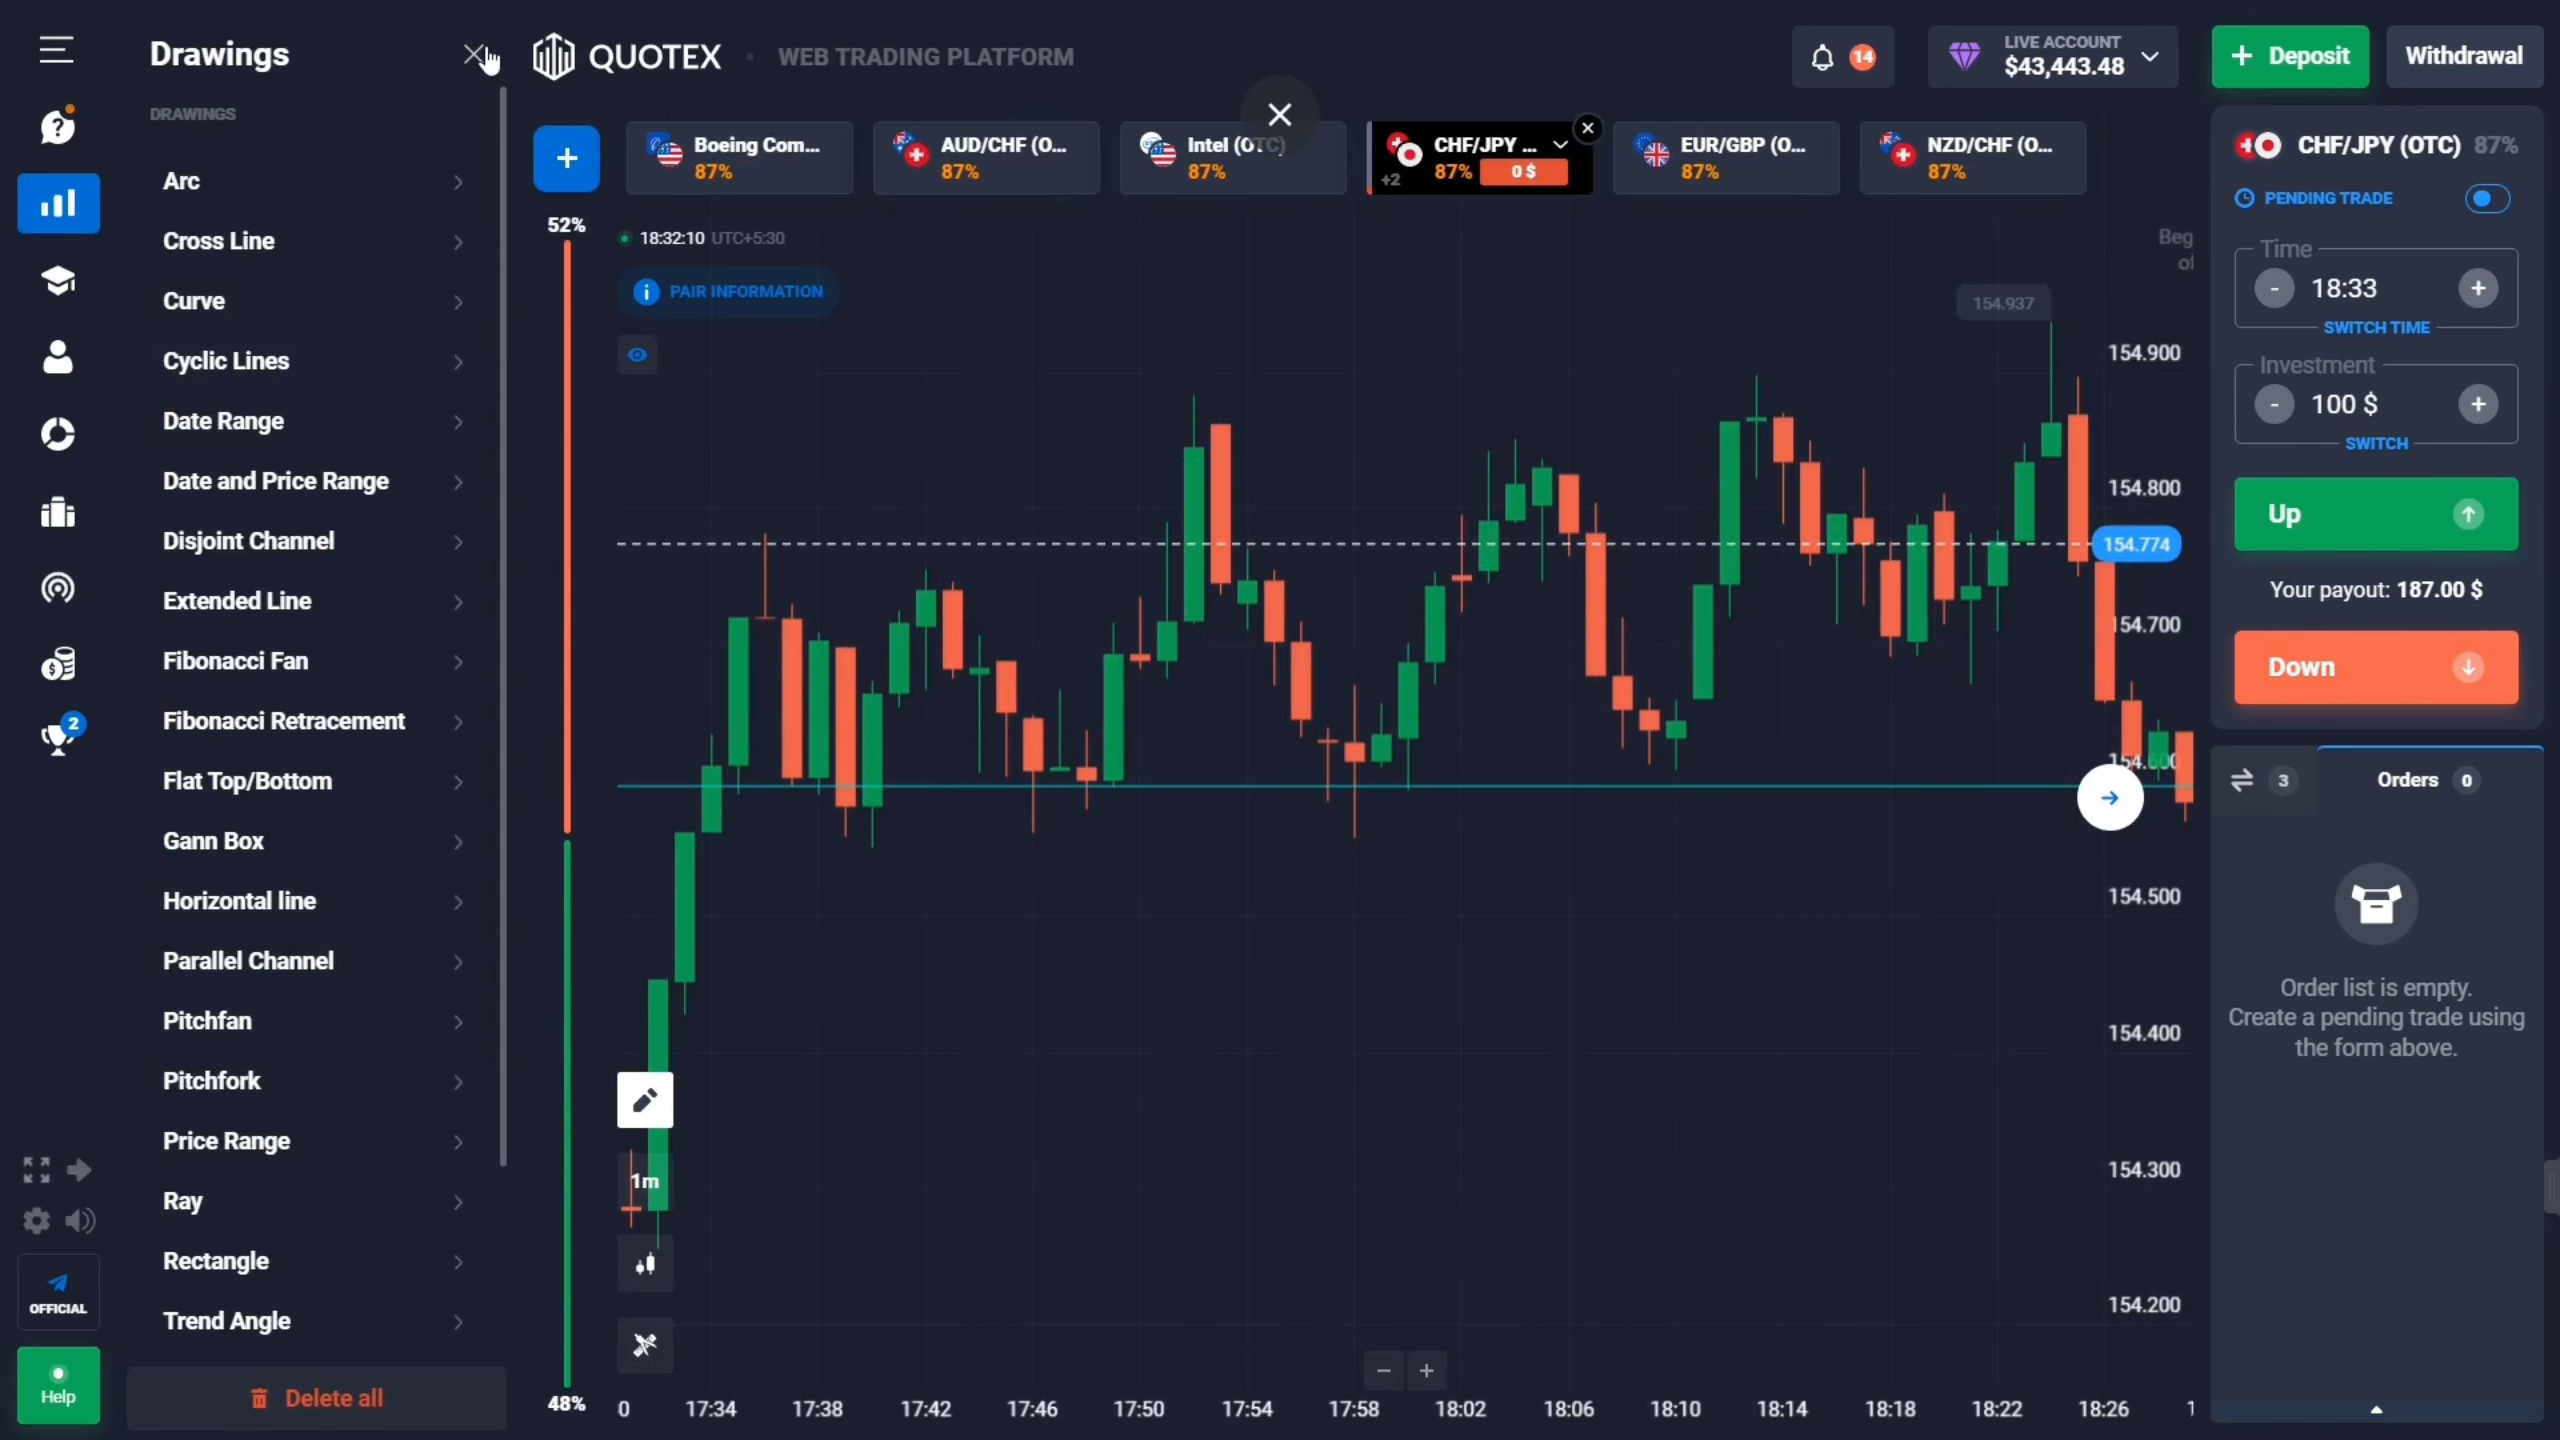 Drawings
DRAWINGS
Arc
Cross Line
Curve
Cyclic Lines
Date Range
Date and Price Range
Disjoint Channel
Extended Line
Fibonacci Fan
Fibonacci Retracement
Flat Top/Bottom
Gann Box
Horizontal line
Parallel Channel
Pitchfan
Pitchfork
Price Range
Ray
Rectangle
Trend Angle
Delete all
2
OFFICIAL
Help
QUOTEX
WEB TRADING PLATFORM
14
LIVE ACCOUNT
$43,443.48
+ Deposit
Withdrawal
+
Boeing Com...
87%
AUD/CHF (O...
87%
Intel (OTC)
87%
CHF/JPY ...
+2 87% 0 $
EUR/GBP (O...
87%
NZD/CHF (O...
87%
52%
48%
18:32:10 UTC+5:30
PAIR INFORMATION
Beg
of
154.937
154.900
154.800
154.774
154.700
154.600
154.500
154.400
154.300
154.200
1m
0 17:34 17:38 17:42 17:46 17:50 17:54 17:58 18:02 18:06 18:10 18:14 18:18 18:22 18:26 1
CHF/JPY (OTC) 87%
PENDING TRADE
Time
- 18:33 +
SWITCH TIME
Investment
- 100 $ +
SWITCH
Up
Your payout: 187.00 $
Down
3
Orders 0
Order list is empty.
Create a pending trade using
the form above.